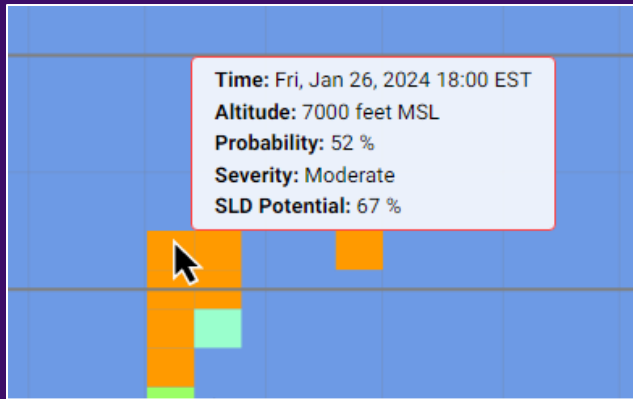 Time: Fri, Jan 26, 2024 18:00 EST
Altitude: 7000 feet MSL
Probability: 52 %
Severity: Moderate
SLD Potential: 67 %